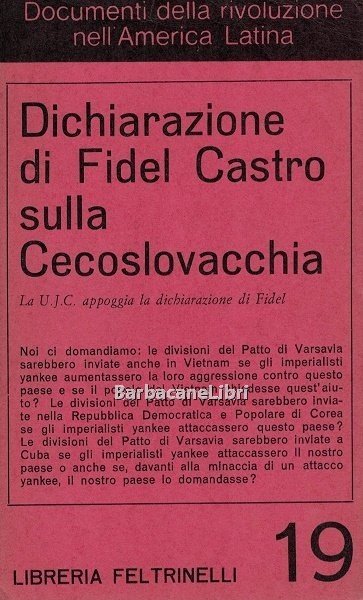 Documenti della rivoluzione
nell'America Latina
Dichiarazione
di Fidel Castro
sulla
Cecoslovacchia
La U.J.C. appoggia la dichiarazione di Fidel
Noi ci domandiamo: le divisioni del Patto di Varsavia
sarebbero inviate anche in Vietnam se gli imperialisti
yankee aumentassero la loro aggressione contro questo
paese e se il popolo del Vietnam chiedesse quest'aiu-
to? Le divisioni del Patto di Varsavia sarebbero invia-
te nella Repubblica Democratica e Popolare di Corea
se gli imperialisti yankee attaccassero questo paese?
Le divisioni del Patto di Varsavia sarebbero inviate a
Cuba se gli imperialisti yankee attaccassero il nostro
paese o anche se, davanti alla minaccia di un attacco
yankee, il nostro paese lo domandasse?
BarbacaneLibri
LIBRERIA FELTRINELLI
19